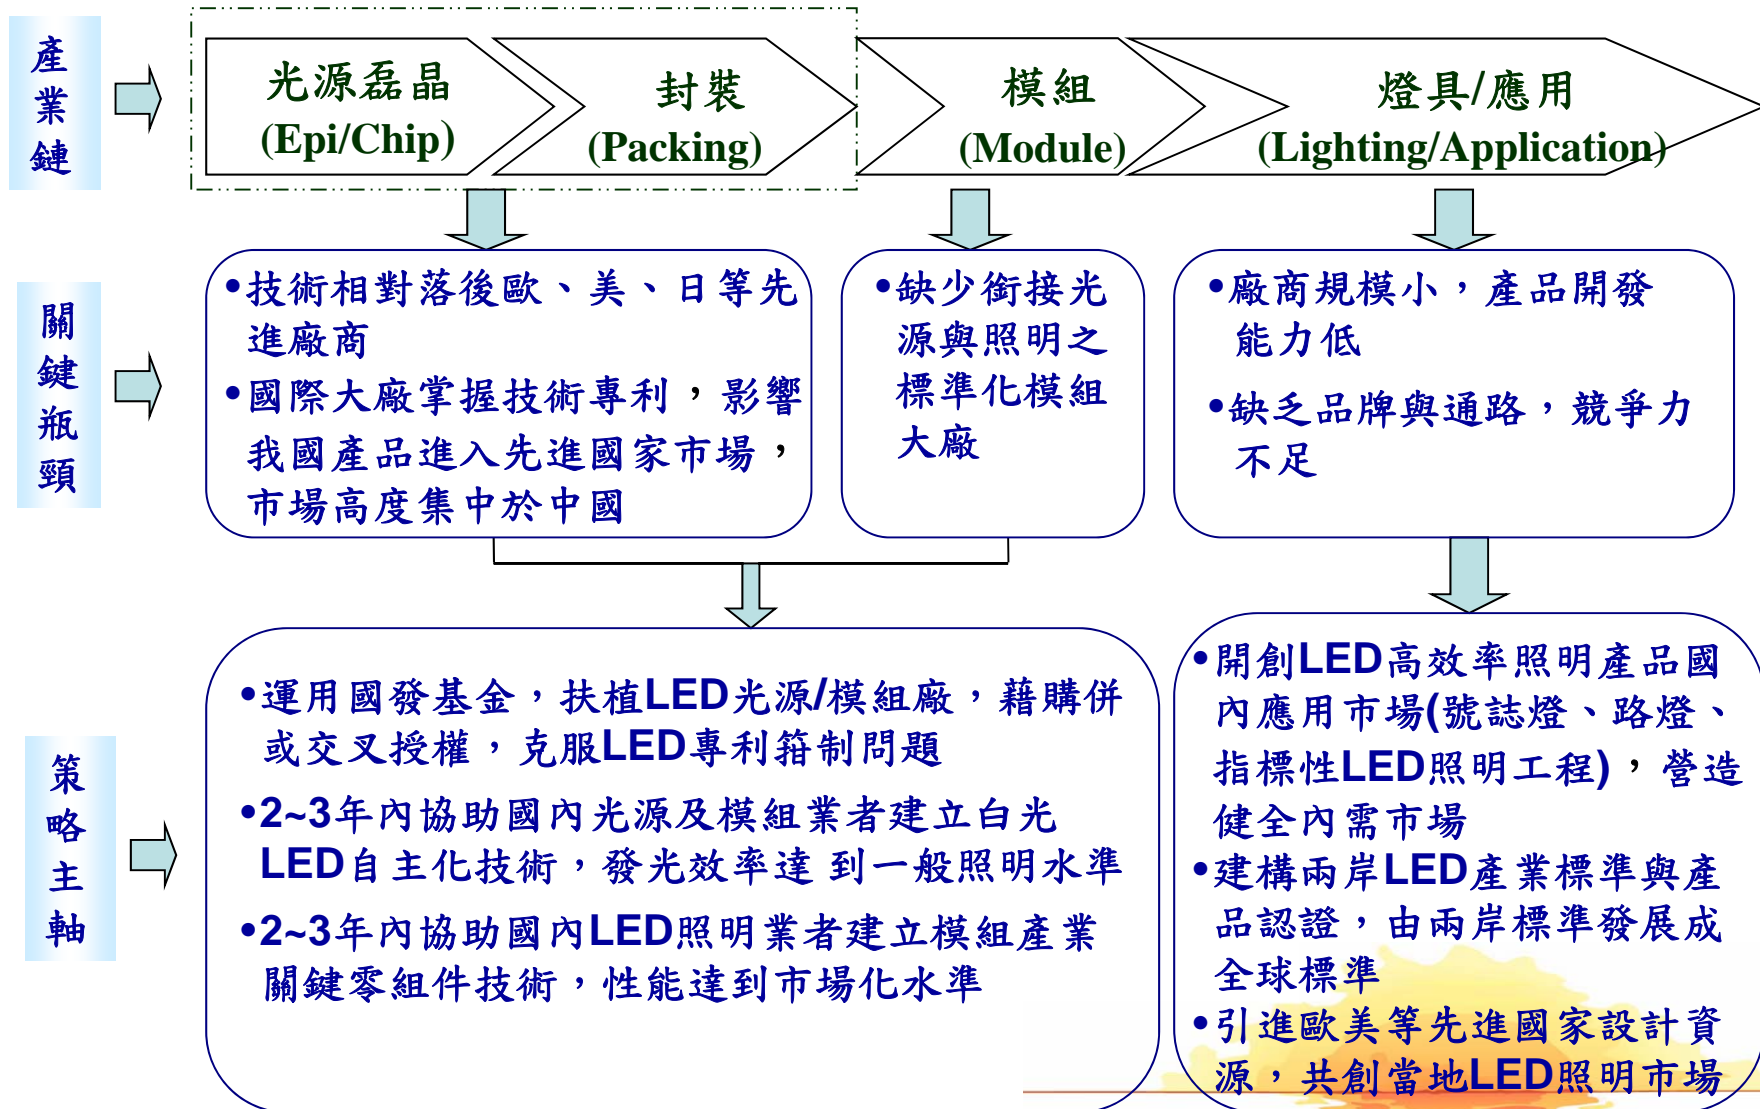 產業鏈
光源磊晶
(Epi/Chip)
封裝
(Packing)
模組
(Module)
燈具/應用
(Lighting/Application)
關鍵瓶頸
•技術相對落後歐、美、日等先
進廠商
•國際大廠掌握技術專利，影響
我國產品進入先進國家市場，
市場高度集中於中國
•缺少銜接光
源與照明之
標準化模組
大廠
•廠商規模小，產品開發
能力低
•缺乏品牌與通路，競爭力
不足
策略主軸
•運用國發基金，扶植LED光源/模組廠，藉購併
或交叉授權，克服LED專利箝制問題
•2~3年內協助國內光源及模組業者建立白光
LED自主化技術，發光效率達 到一般照明水準
•2~3年內協助國內LED照明業者建立模組產業
關鍵零組件技術，性能達到市場化水準
•開創LED高效率照明產品國
內應用市場(號誌燈、路燈、
指標性LED照明工程)，營造
健全內需市場
•建構兩岸LED產業標準與產
品認證，由兩岸標準發展成
全球標準
•引進歐美等先進國家設計資
源，共創當地LED照明市場